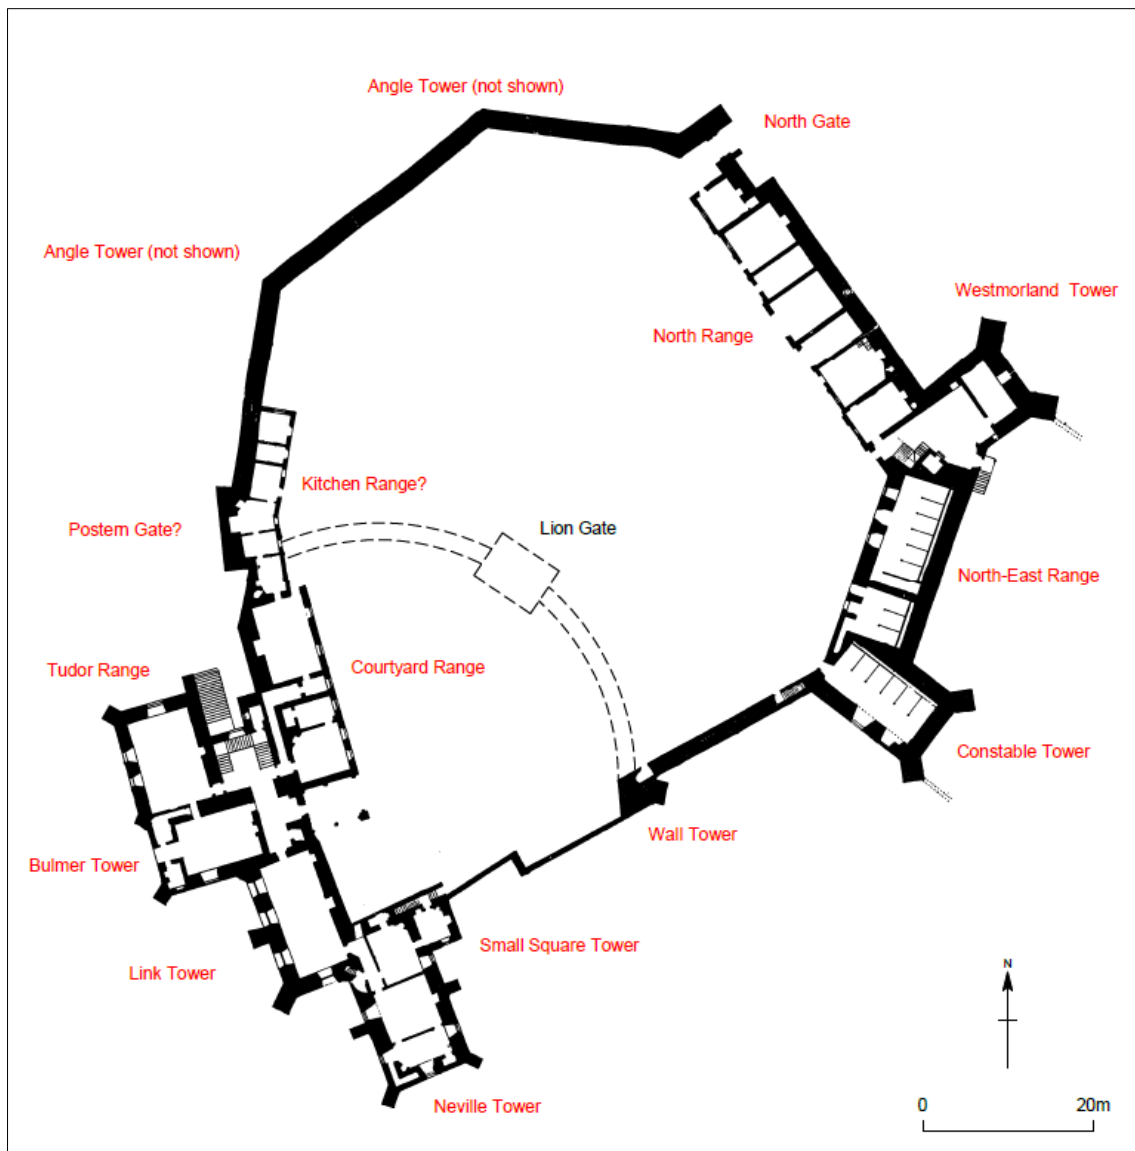 Angle Tower (not shown)
North Gate
Angle Tower (not shown)
Westmorland Tower
North Range
Kitchen Range?
Postern Gate?
Lion Gate
North-East Range
Tudor Range
Courtyard Range
Constable Tower
Wall Tower
Bulmer Tower
Small Square Tower
Link Tower
N
Neville Tower
0 20m